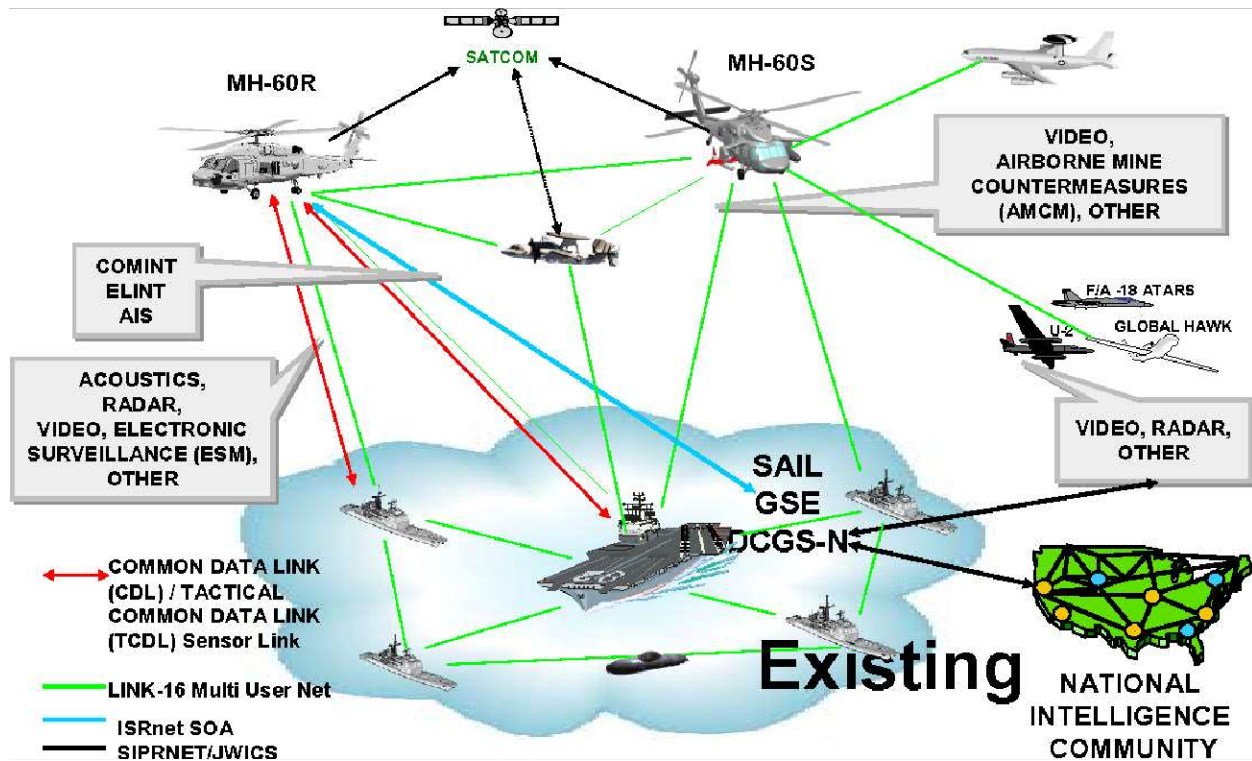 SATCOM
MH-60R
MH-60S
VIDEO,
AIRBORNE MINE
COUNTERMEASURES
(AMCM), OTHER
COMINT
ELINT
AIS
F/A -18 ATARS
U-2
GLOBAL HAWK
ACOUSTICS,
RADAR,
VIDEO, ELECTRONIC
SURVEILLANCE (ESM),
OTHER
VIDEO, RADAR,
OTHER
SAIL
GSE
DCGS-N
COMMON DATA LINK
(CDL) / TACTICAL
COMMON DATA LINK
(TCDL) Sensor Link
LINK-16 Multi User Net
ISRnet SOA
SIPRNET/JWICS
Existing
NATIONAL
INTELLIGENCE
COMMUNITY